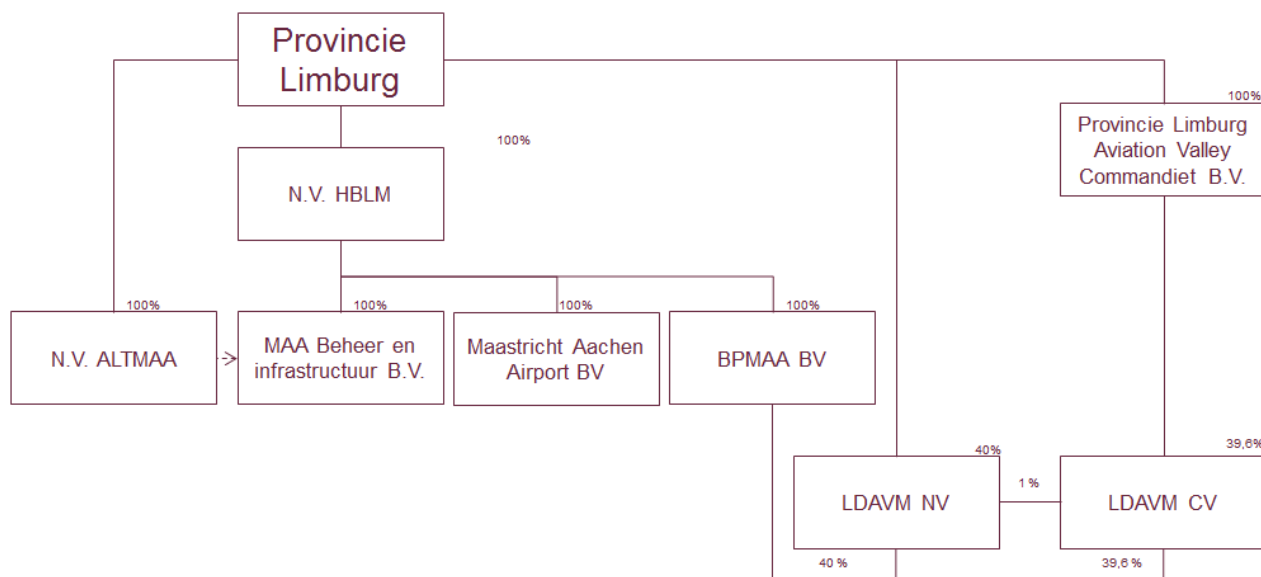 Provincie
Limburg
100%
Provincie Limburg
Aviation Valley
Commandiet B.V.
100%
N.V. HBLM
100%
100%
100%
100%
N.V. ALTMAA
MAA Beheer en
infrastructuur B.V.
Maastricht Aachen
Airport BV
BPMAA BV
40%
39,6%
1 %
LDAVM NV
LDAVM CV
40 %
39,6 %